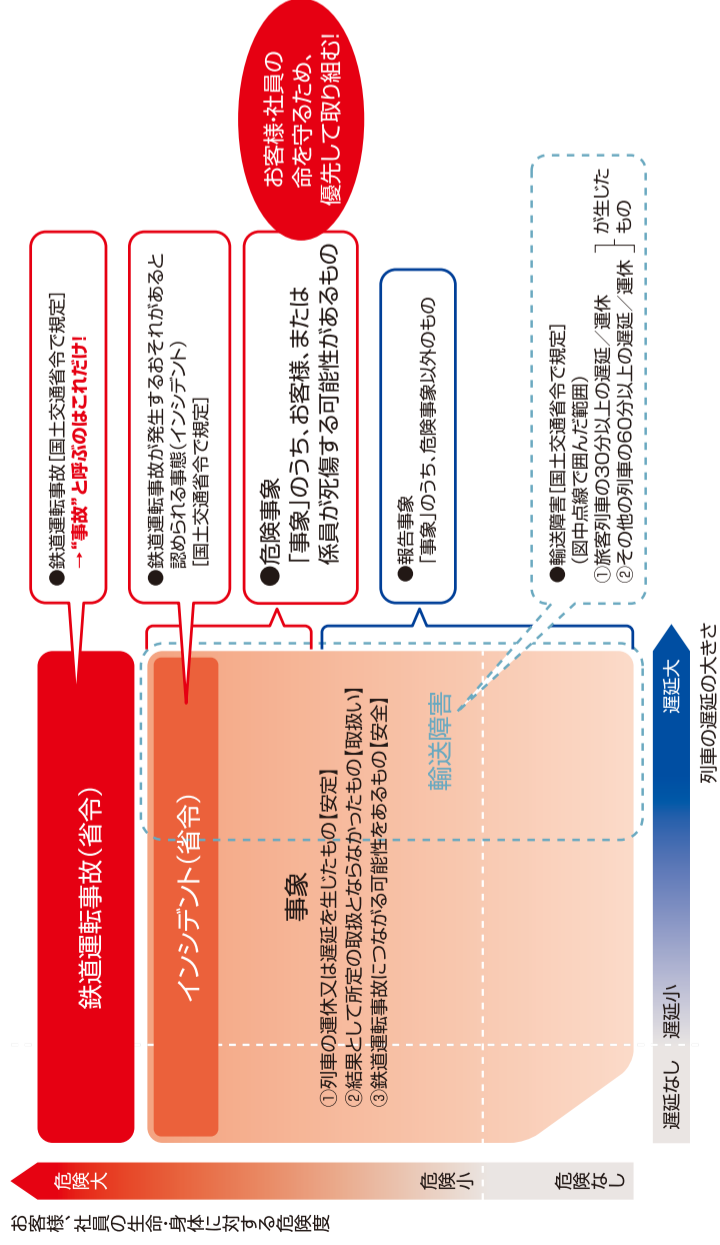 お客様、社員の生命・身体に対する危険度
危険大
危険小
危険なし
鉄道運転事故（省令）
インシデント（省令）
事象
①列車の運休又は遅延を生じたもの【安定】
②結果として所定の取扱とならなかったもの【取扱い】
③鉄道運転事故につながる可能性をあるもの【安全】
輸送障害
遅延なし
遅延小
遅延大
列車の遅延の大きさ
●鉄道運転事故［国土交通省令で規定］
→“事故”と呼ぶのはこれだけ！
●鉄道運転事故が発生するおそれがあると
認められる事態（インシデント）
［国土交通省令で規定］
●危険事象
「事象」のうち、お客様、または
係員が死傷する可能性があるもの
お客様・社員の
命を守るため、
優先して取り組む！
●報告事象
「事象」のうち、危険事象以外のもの
●輸送障害［国土交通省令で規定］
（図中点線で囲んだ範囲）
①旅客列車の30分以上の遅延／運休
②その他の列車の60分以上の遅延／運休
が生じた
もの